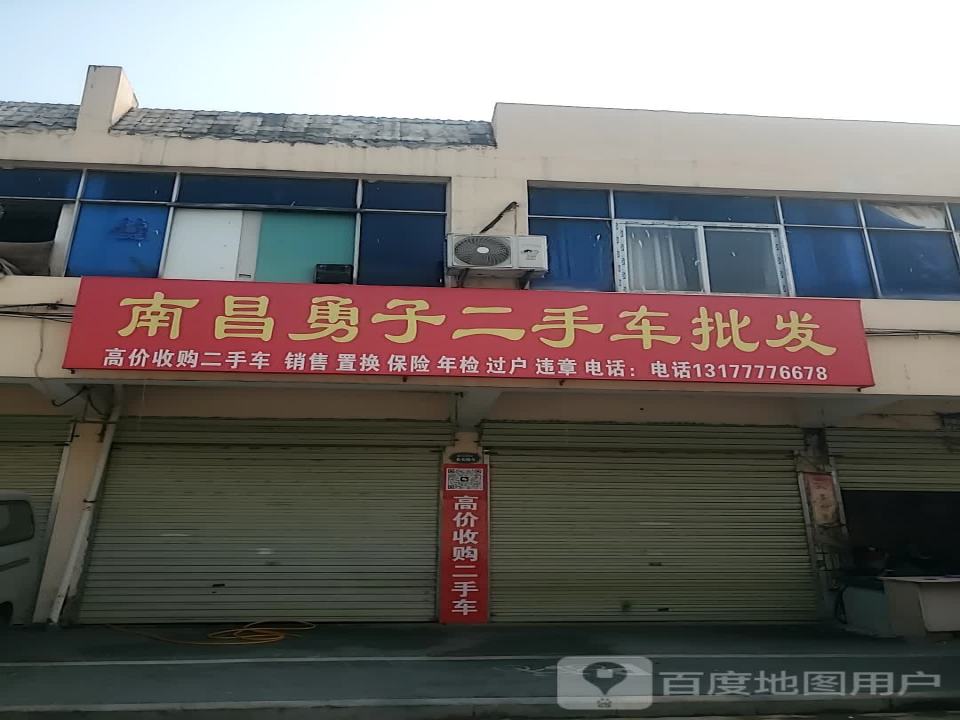 南昌勇子二手车批发
高价收购二手车 销售 置换 保险 年检 过户 违章 电话：电话13177776678
高价收购二手车
百度地图用户